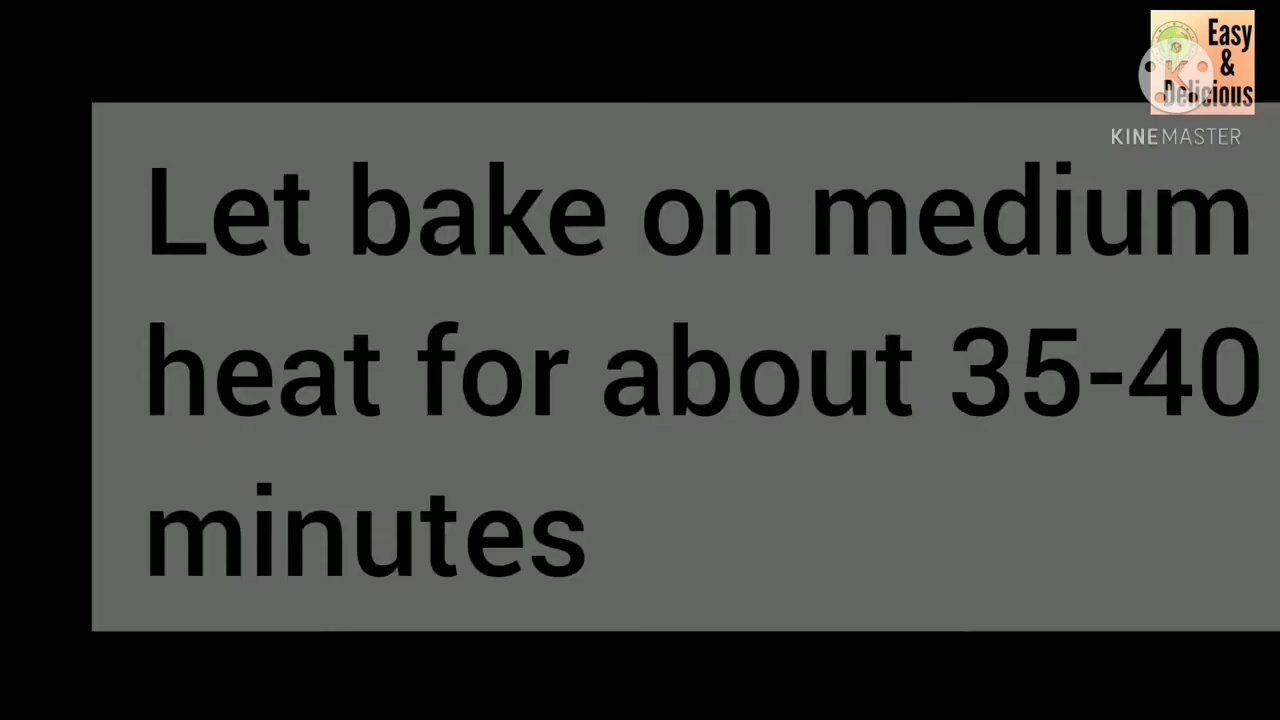 Easy
&
Delicious
KINEMASTER
Let bake on medium
heat for about 35-40
minutes